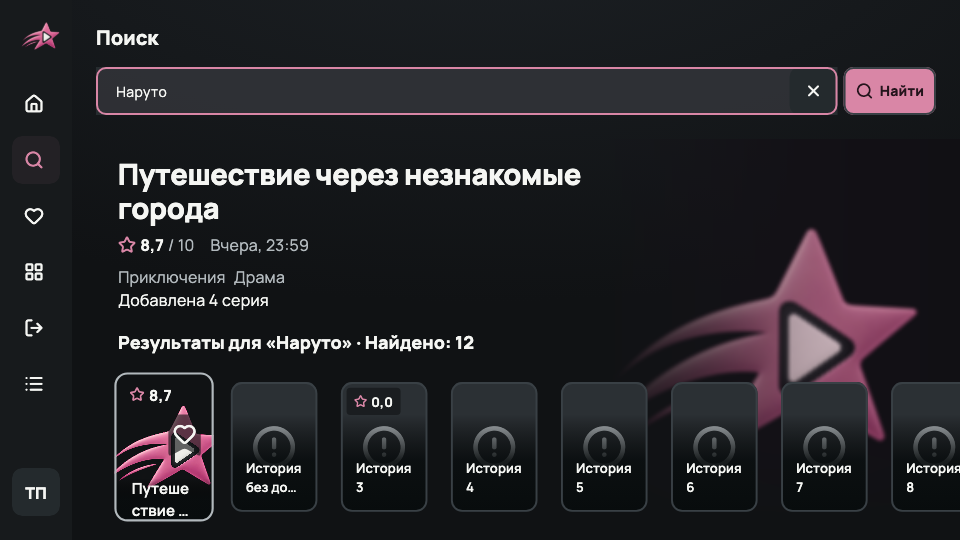 Поиск
Наруто
Найти
Путешествие через незнакомые
города
8,7 / 10 Вчера, 23:59
Приключения Драма
Добавлена 4 серия
Результаты для «Наруто» · Найдено: 12
8,7
Путеше
ствие ...
История
без до...
0,0
История
3
История
4
История
5
История
6
История
7
История
8
ТП